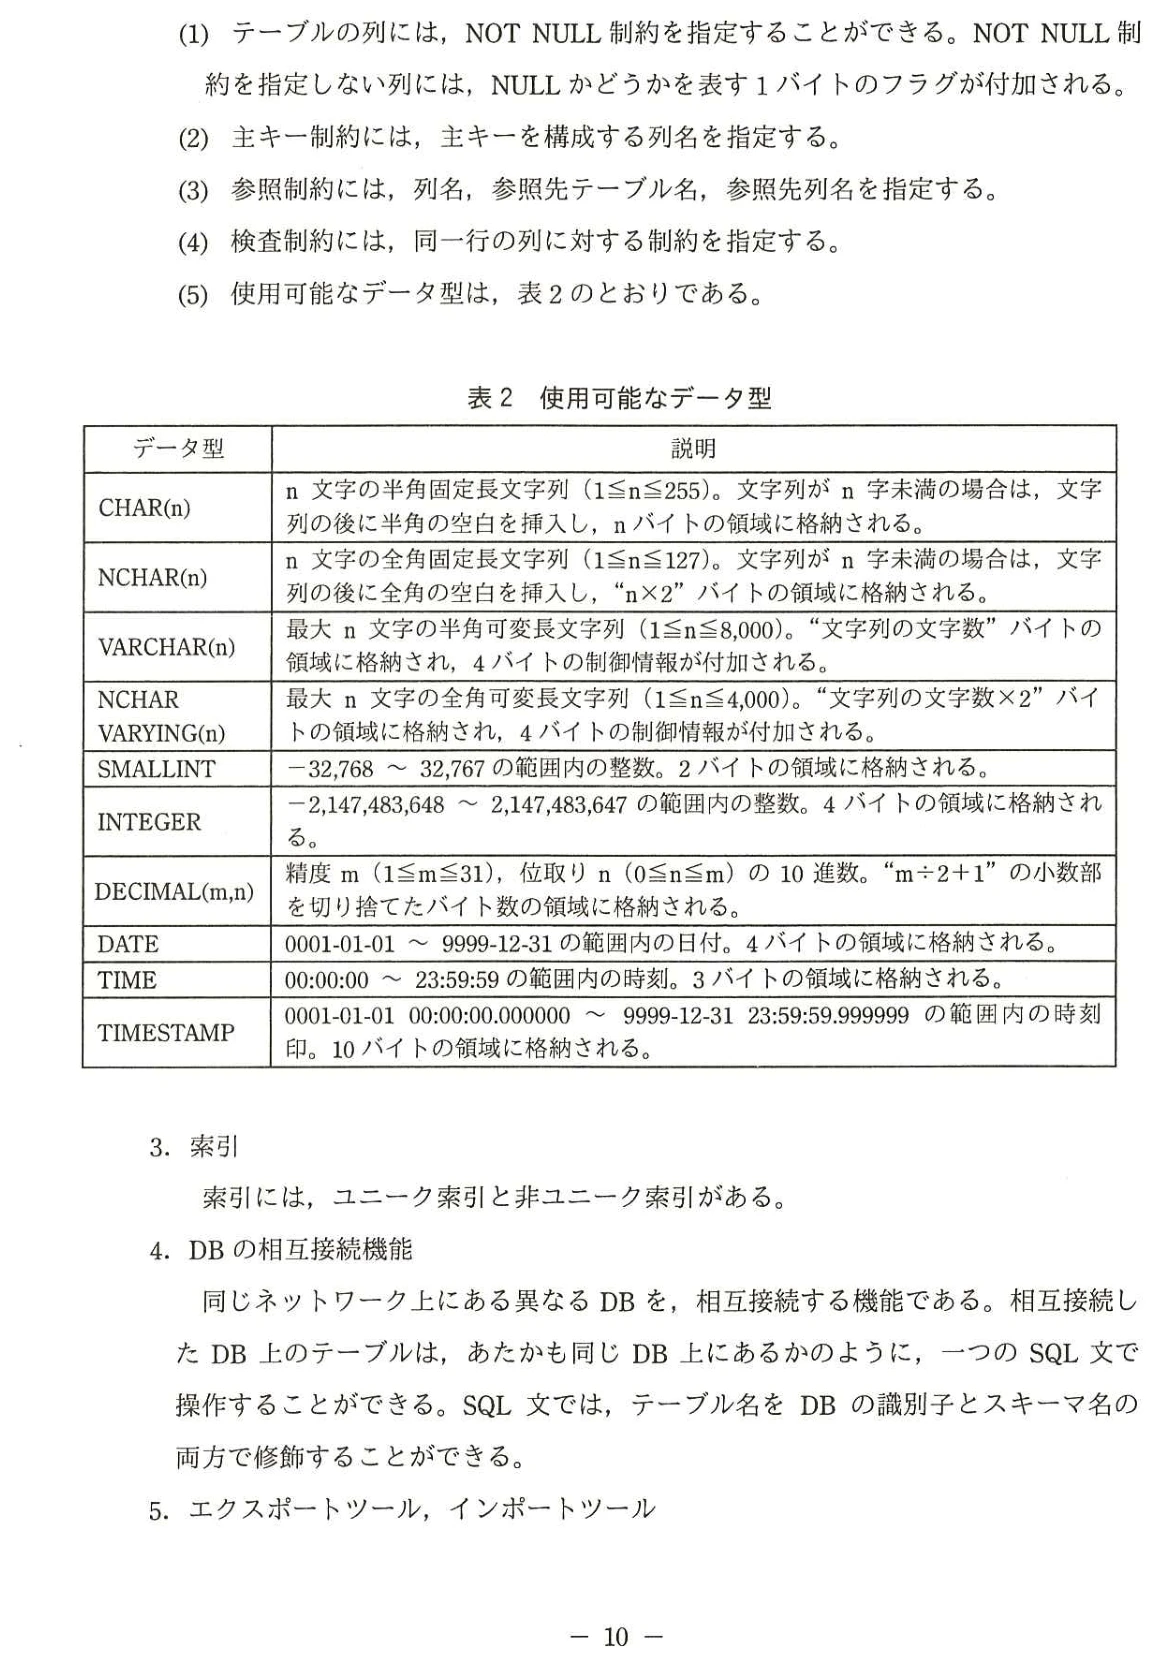 (1) テーブルの列には，NOT NULL 制約を指定することができる。NOT NULL 制
約を指定しない列には，NULL かどうかを表す 1 バイトのフラグが付加される。
(2) 主キー制約には，主キーを構成する列名を指定する。
(3) 参照制約には，列名，参照先テーブル名，参照先列名を指定する。
(4) 検査制約には，同一行の列に対する制約を指定する。
(5) 使用可能なデータ型は，表 2 のとおりである。
表 2 使用可能なデータ型
データ型 説明
CHAR(n) n 文字の半角固定長文字列（1≦n≦255）。文字列が n 字未満の場合は，文字
列の後に半角の空白を挿入し，n バイトの領域に格納される。
NCHAR(n) n 文字の全角固定長文字列（1≦n≦127）。文字列が n 字未満の場合は，文字
列の後に全角の空白を挿入し，“n×2” バイトの領域に格納される。
VARCHAR(n) 最大 n 文字の半角可変長文字列（1≦n≦8,000）。“文字列の文字数” バイトの
領域に格納され，4 バイトの制御情報が付加される。
NCHAR 最大 n 文字の全角可変長文字列（1≦n≦4,000）。“文字列の文字数×2” バイ
VARYING(n) トの領域に格納され，4 バイトの制御情報が付加される。
SMALLINT −32,768 〜 32,767 の範囲内の整数。2 バイトの領域に格納される。
INTEGER −2,147,483,648 〜 2,147,483,647 の範囲内の整数。4 バイトの領域に格納され
る。
DECIMAL(m,n) 精度 m（1≦m≦31），位取り n（0≦n≦m）の 10 進数。“m÷2＋1” の小数部
を切り捨てたバイト数の領域に格納される。
DATE 0001-01-01 〜 9999-12-31 の範囲内の日付。4 バイトの領域に格納される。
TIME 00:00:00 〜 23:59:59 の範囲内の時刻。3 バイトの領域に格納される。
TIMESTAMP 0001-01-01 00:00:00.000000 〜 9999-12-31 23:59:59.999999 の範囲内の時刻
印。10 バイトの領域に格納される。
3．索引
索引には，ユニーク索引と非ユニーク索引がある。
4．DB の相互接続機能
同じネットワーク上にある異なる DB を，相互接続する機能である。相互接続し
た DB 上のテーブルは，あたかも同じ DB 上にあるかのように，一つの SQL 文で
操作することができる。SQL 文では，テーブル名を DB の識別子とスキーマ名の
両方で修飾することができる。
5．エクスポートツール，インポートツール
― 10 ―